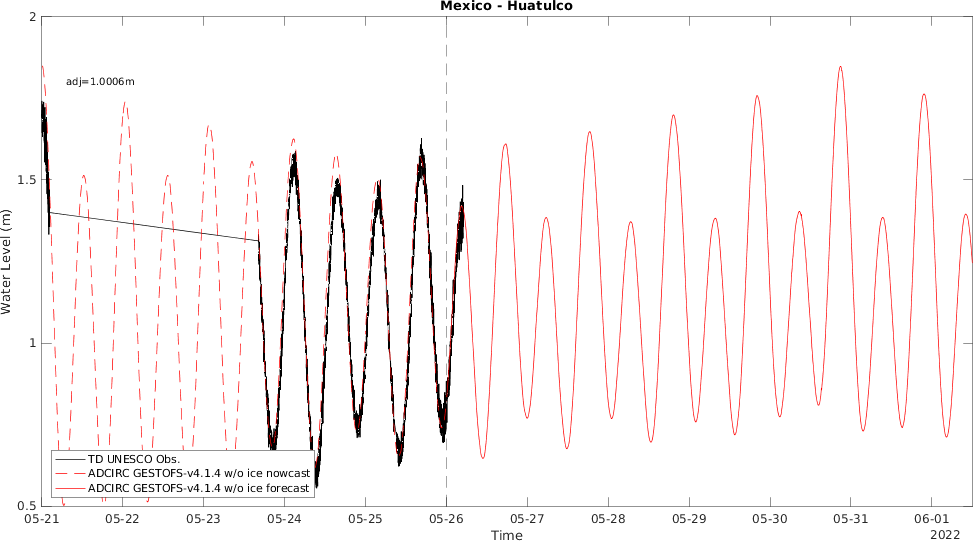 Mexico - Huatulco
2
adj=1.0006m
1.5
Water Level (m)
1
TD UNESCO Obs.
ADCIRC GESTOFS-v4.1.4 w/o ice nowcast
ADCIRC GESTOFS-v4.1.4 w/o ice forecast
0.5
05-21 05-22 05-23 05-24 05-25 05-26 05-27 05-28 05-29 05-30 05-31 06-01
Time 2022